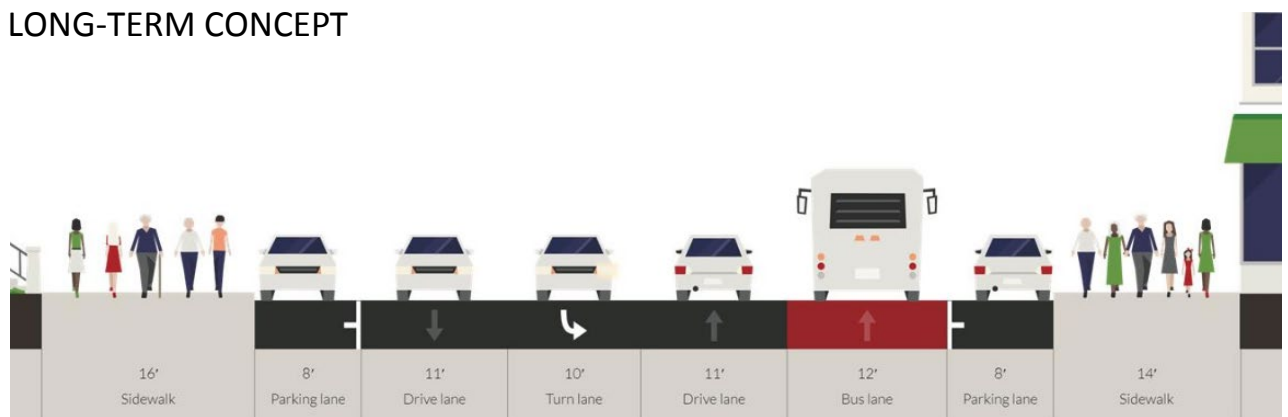 LONG-TERM CONCEPT
16'
Sidewalk
8'
Parking lane
11'
Drive lane
10'
Turn lane
11'
Drive lane
12'
Bus lane
8'
Parking lane
14'
Sidewalk